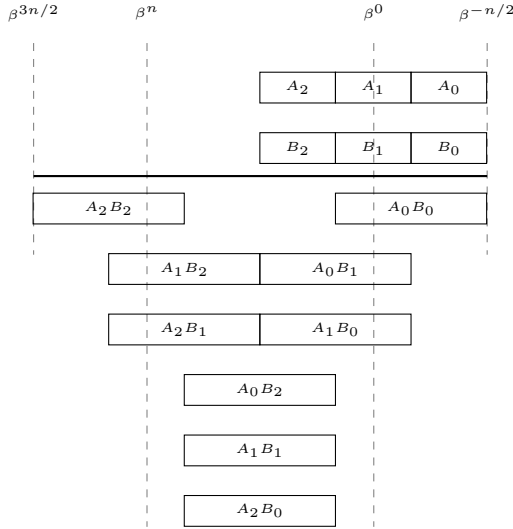 β^{3n/2} β^n β^0 β^{-n/2}
A_2 A_1 A_0
B_2 B_1 B_0
A_2B_2 A_0B_0
A_1B_2 A_0B_1
A_2B_1 A_1B_0
A_0B_2
A_1B_1
A_2B_0